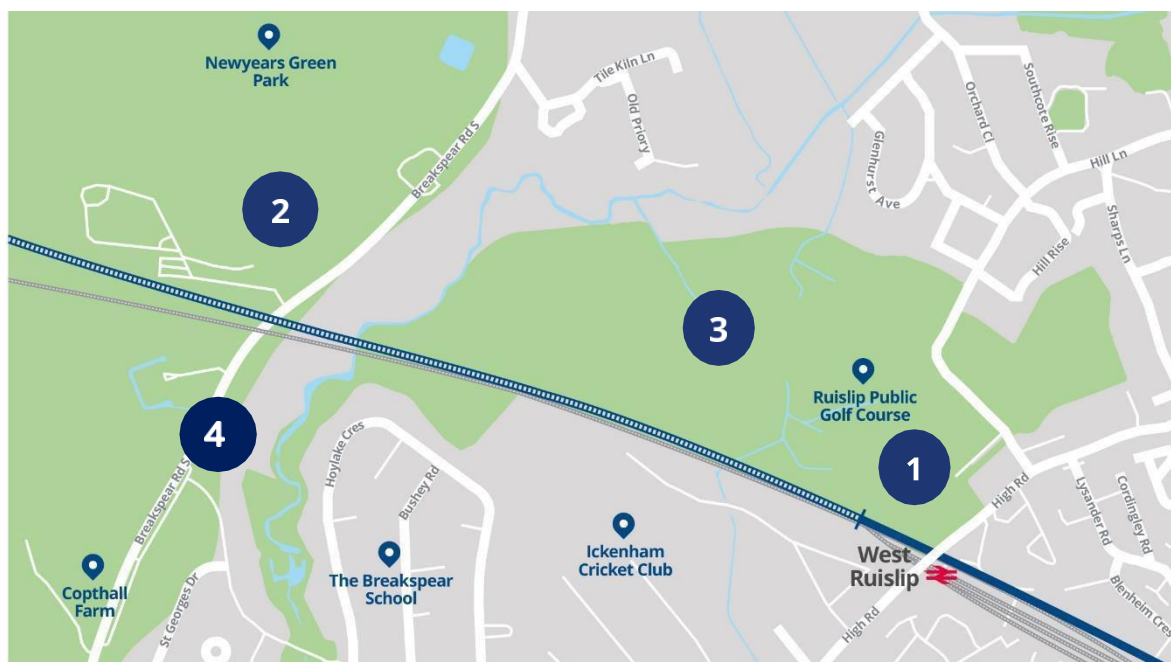 Newyears Green
Park
Tile Kiln Ln
Old Priory
Breakspear Rd S
Orchard Cl
Southcote Rise
Glenhurst Ave
Hill Ln
Sharps Ln
Hill Rise
2
3
Ruislip Public
Golf Course
4
1
Hoylake Cres
Bushey Rd
Breakspear Rd S
High Rd
Lysander Rd
Cordingley Rd
Ickenham
Cricket Club
West
Ruislip
The Breakspear
School
Copthall
Farm
St Georges Dr
High Rd
Blenheim Cres